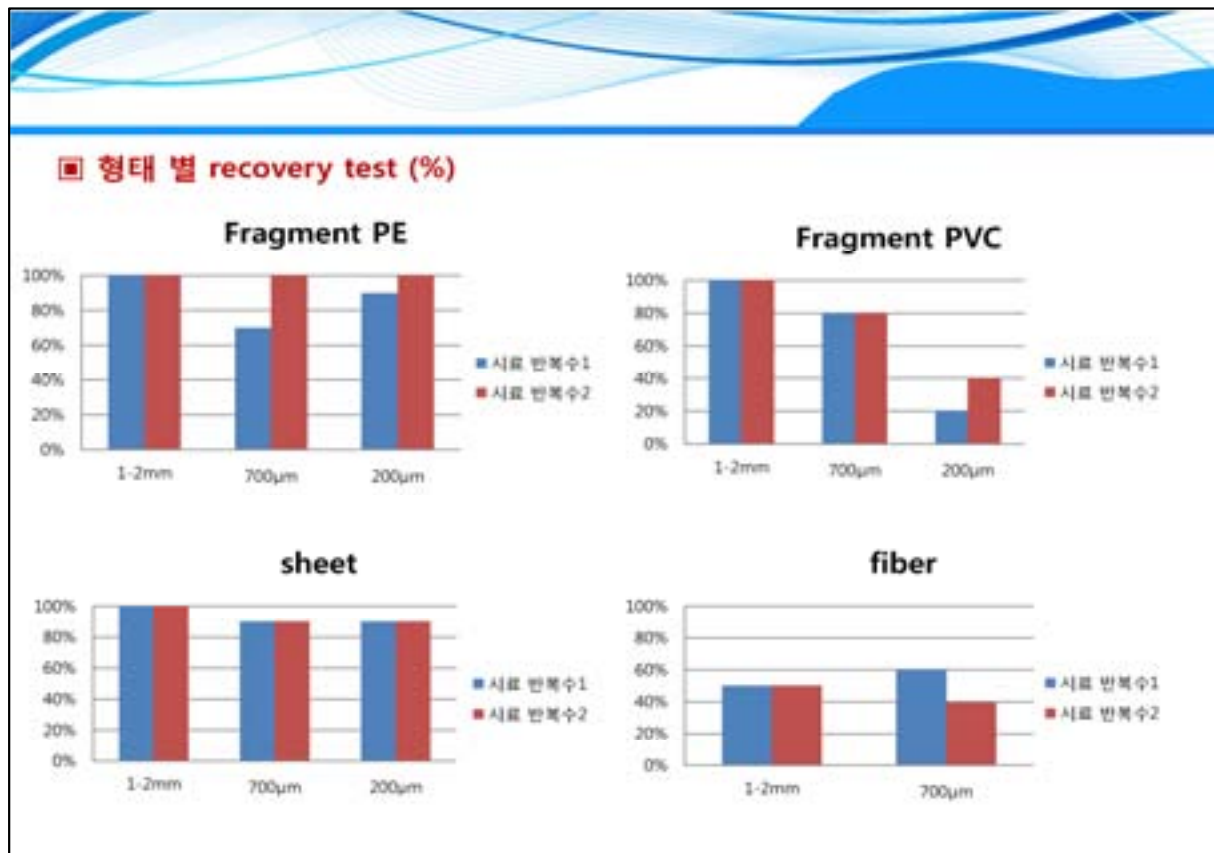 ▣ 형태 별 recovery test (%)
Fragment PE
100%
80%
60%
40%
20%
0%
1-2mm
700µm
200µm
시료 반복수1
시료 반복수2
Fragment PVC
100%
80%
60%
40%
20%
0%
1-2mm
700µm
200µm
시료 반복수1
시료 반복수2
sheet
100%
80%
60%
40%
20%
0%
1-2mm
700µm
200µm
시료 반복수1
시료 반복수2
fiber
100%
80%
60%
40%
20%
0%
1-2mm
700µm
시료 반복수1
시료 반복수2